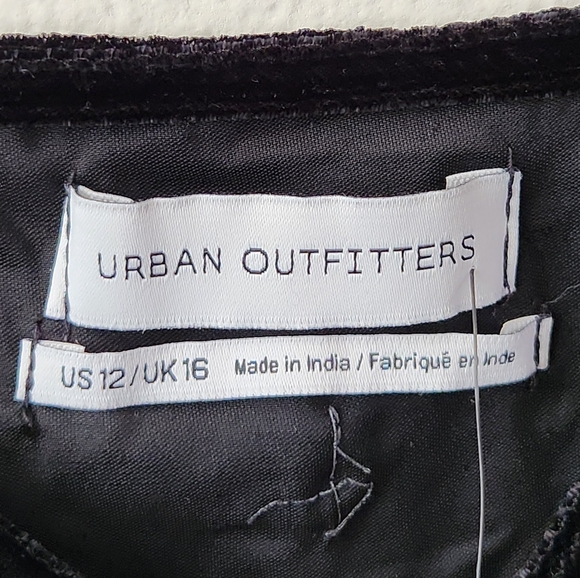 URBAN OUTFITTERS
US 12 / UK 16 Made in India / Fabriqué en Inde